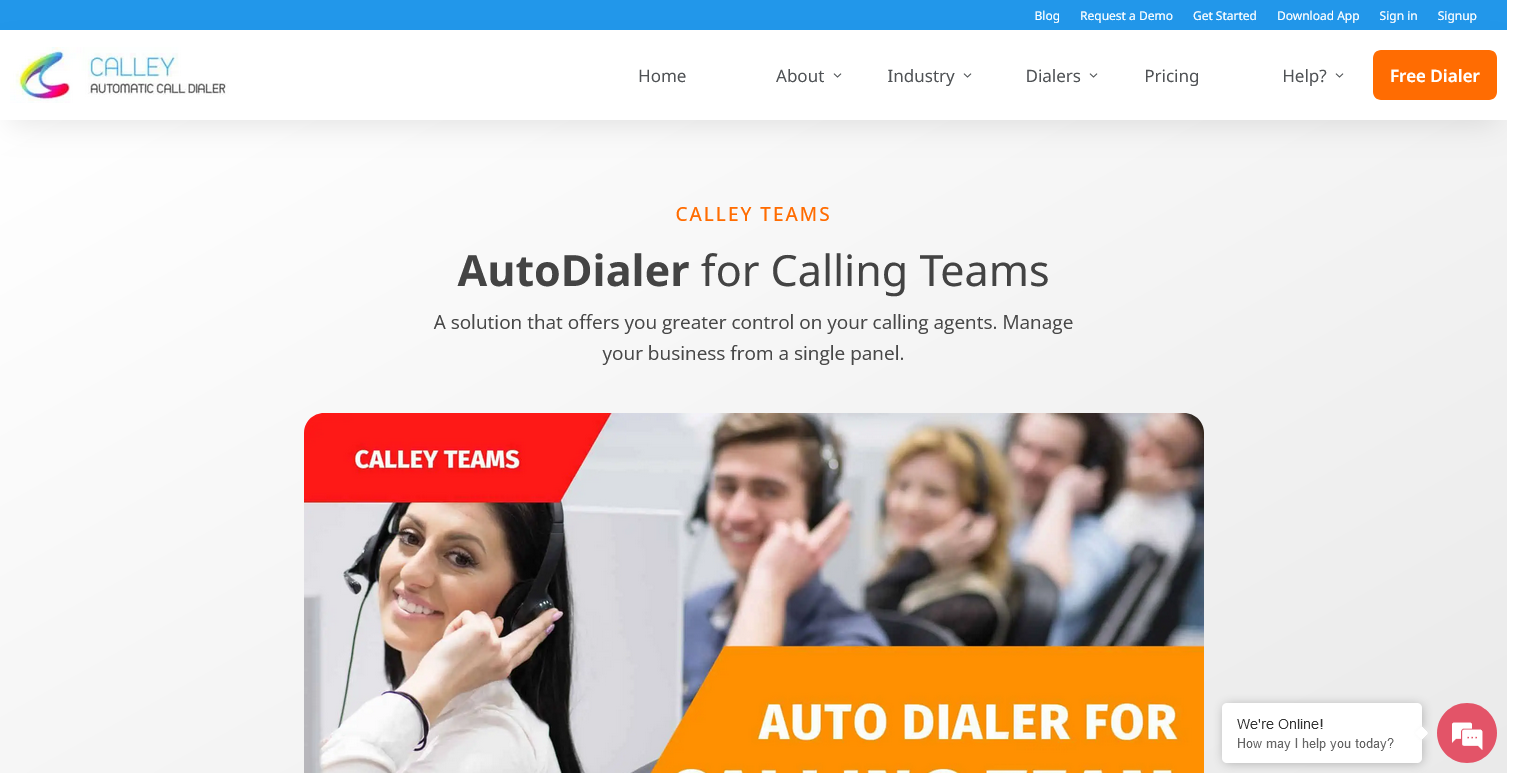 Blog Request a Demo Get Started Download App Sign in Signup
CALLEY
AUTOMATIC CALL DIALER
Home About Industry Dialers Pricing Help? Free Dialer
CALLEY TEAMS
AutoDialer for Calling Teams
A solution that offers you greater control on your calling agents. Manage
your business from a single panel.
CALLEY TEAMS
AUTO DIALER FOR
CALLING TEAM
We're Online!
How may I help you today?